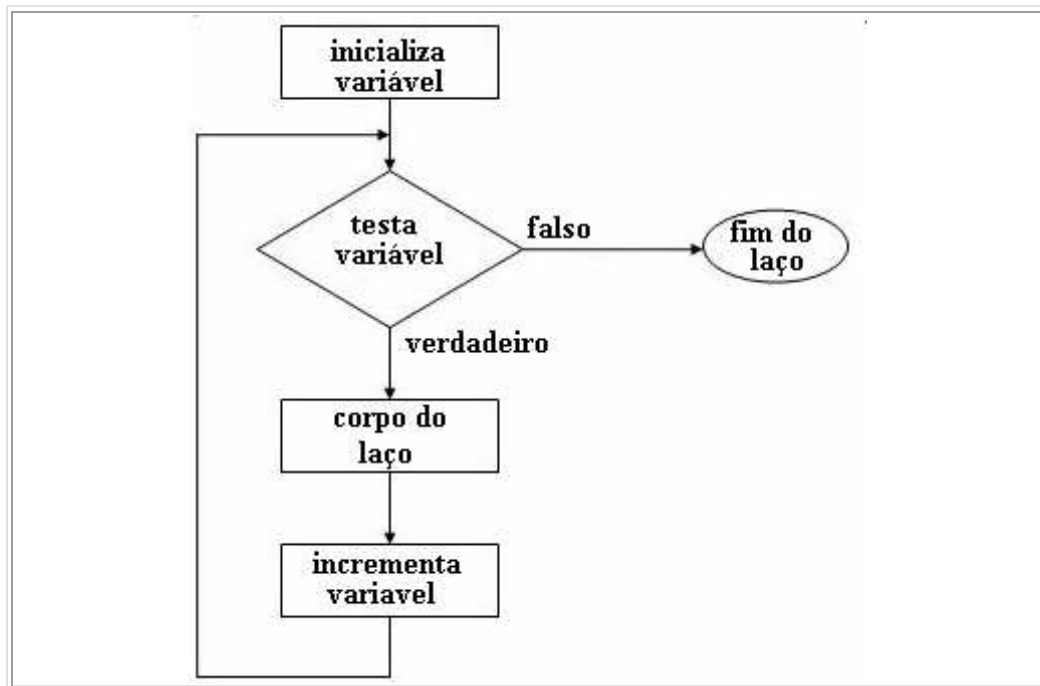 inicializa
variável
testa
variável
falso
fim do
laço
verdadeiro
corpo do
laço
incrementa
variavel